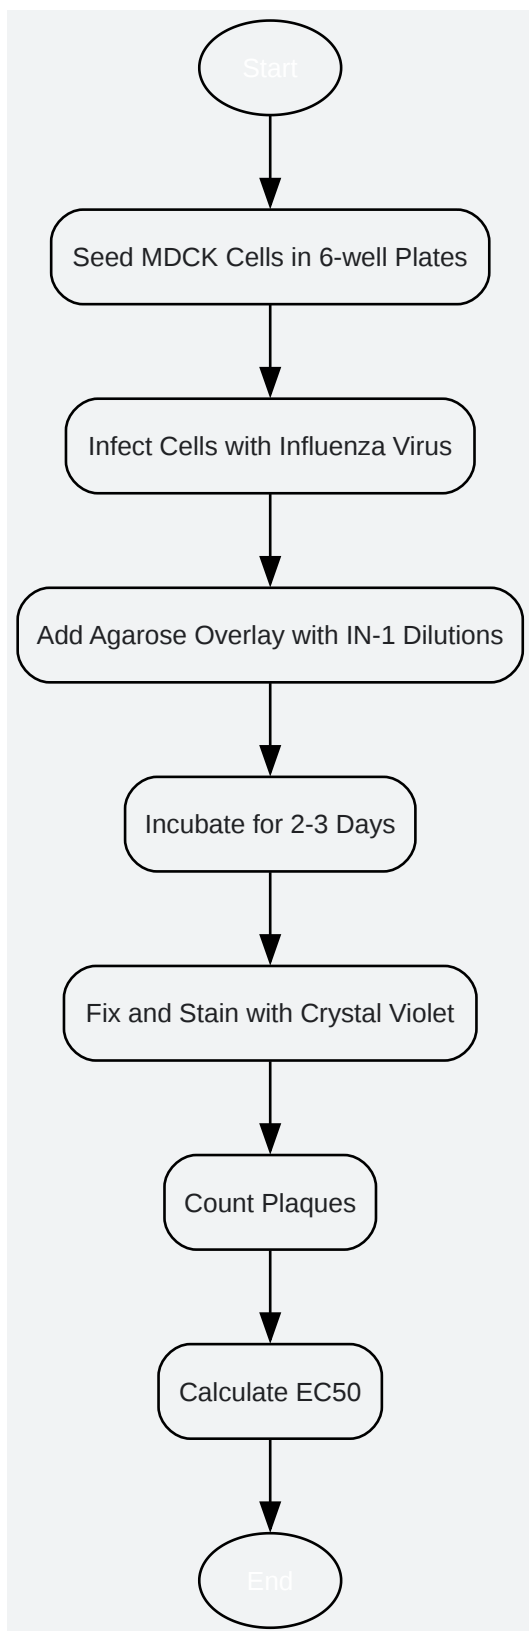 Start
Seed MDCK Cells in 6-well Plates
Infect Cells with Influenza Virus
Add Agarose Overlay with IN-1 Dilutions
Incubate for 2-3 Days
Fix and Stain with Crystal Violet
Count Plaques
Calculate EC50
End